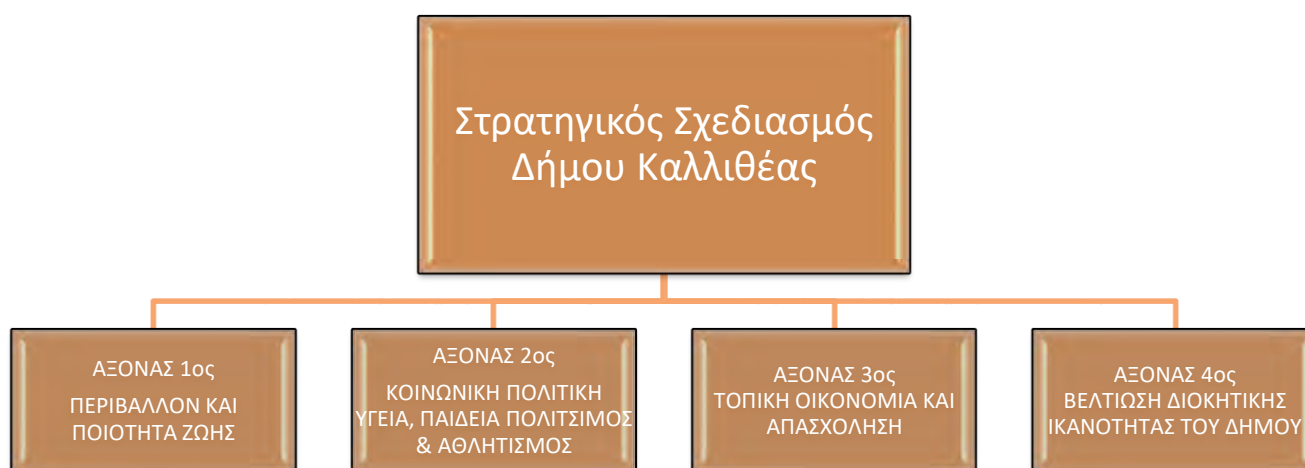 Στρατηγικός Σχεδιασμός
Δήμου Καλλιθέας
ΑΞΟΝΑΣ 1ος
ΠΕΡΙΒΑΛΛΟΝ ΚΑΙ
ΠΟΙΟΤΗΤΑ ΖΩΗΣ
ΑΞΟΝΑΣ 2ος
ΚΟΙΝΩΝΙΚΗ ΠΟΛΙΤΙΚΗ
ΥΓΕΙΑ, ΠΑΙΔΕΙΑ ΠΟΛΙΤΣΙΜΟΣ
& ΑΘΛΗΤΙΣΜΟΣ
ΑΞΟΝΑΣ 3ος
ΤΟΠΙΚΗ ΟΙΚΟΝΟΜΙΑ ΚΑΙ
ΑΠΑΣΧΟΛΗΣΗ
ΑΞΟΝΑΣ 4ος
ΒΕΛΤΙΩΣΗ ΔΙΟΚΗΤΙΚΗΣ
ΙΚΑΝΟΤΗΤΑΣ ΤΟΥ ΔΗΜΟΥ